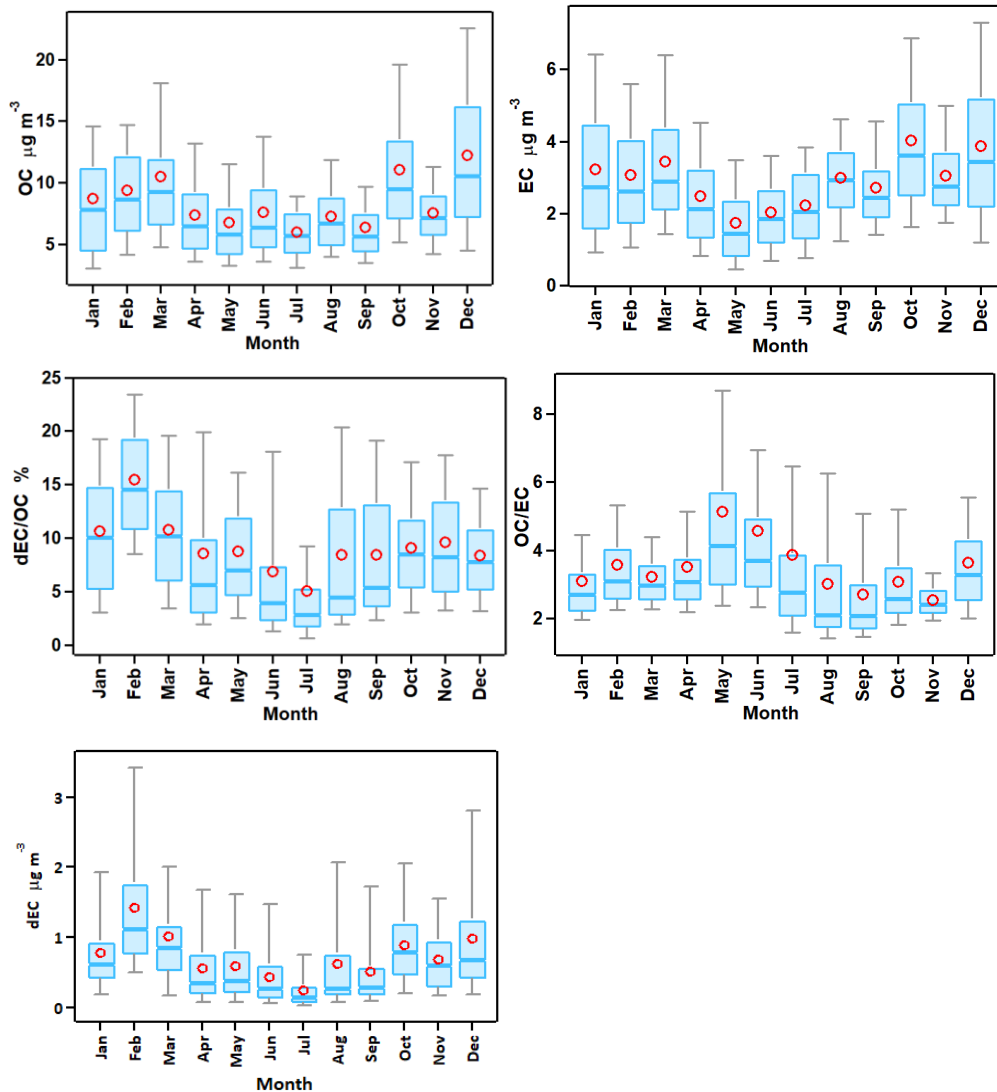 OC µg m⁻³
20
15
10
5
Jan Feb Mar Apr May Jun Jul Aug Sep Oct Nov Dec
Month
EC µg m⁻³
6
4
2
0
Jan Feb Mar Apr May Jun Jul Aug Sep Oct Nov Dec
Month
dEC/OC %
25
20
15
10
5
0
Jan Feb Mar Apr May Jun Jul Aug Sep Oct Nov Dec
Month
OC/EC
8
6
4
2
Jan Feb Mar Apr May Jun Jul Aug Sep Oct Nov Dec
Month
dEC µg m⁻³
3
2
1
0
Jan Feb Mar Apr May Jun Jul Aug Sep Oct Nov Dec
Month